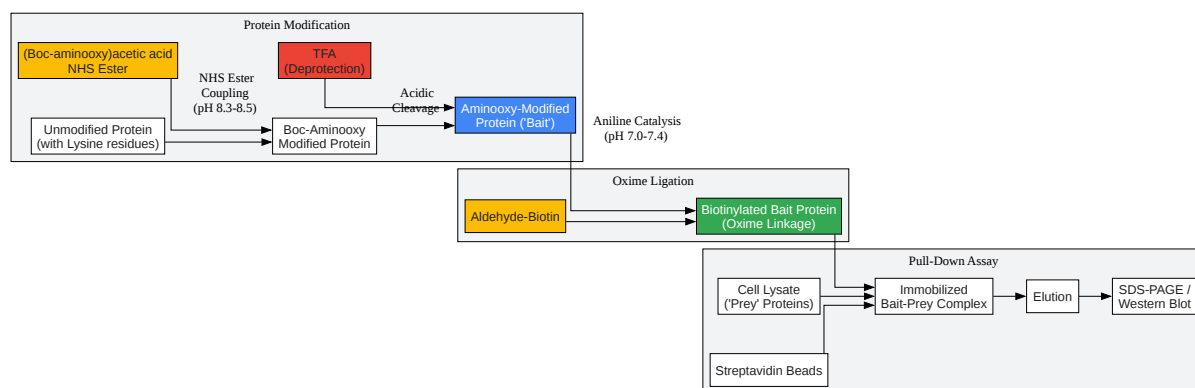 Protein Modification
(Boc-aminooxy)acetic acid
NHS Ester
TFA
(Deprotection)
NHS Ester
Coupling
(pH 8.3-8.5)
Acidic
Cleavage
Unmodified Protein
(with Lysine residues)
Boc-Aminooxy
Modified Protein
Aminooxy-Modified
Protein ('Bait')
Aniline Catalysis
(pH 7.0-7.4)
Oxime Ligation
Aldehyde-Biotin
Biotinylated Bait Protein
(Oxime Linkage)
Pull-Down Assay
Cell Lysate
('Prey' Proteins)
Immobilized
Bait-Prey Complex
Elution
SDS-PAGE /
Western Blot
Streptavidin Beads